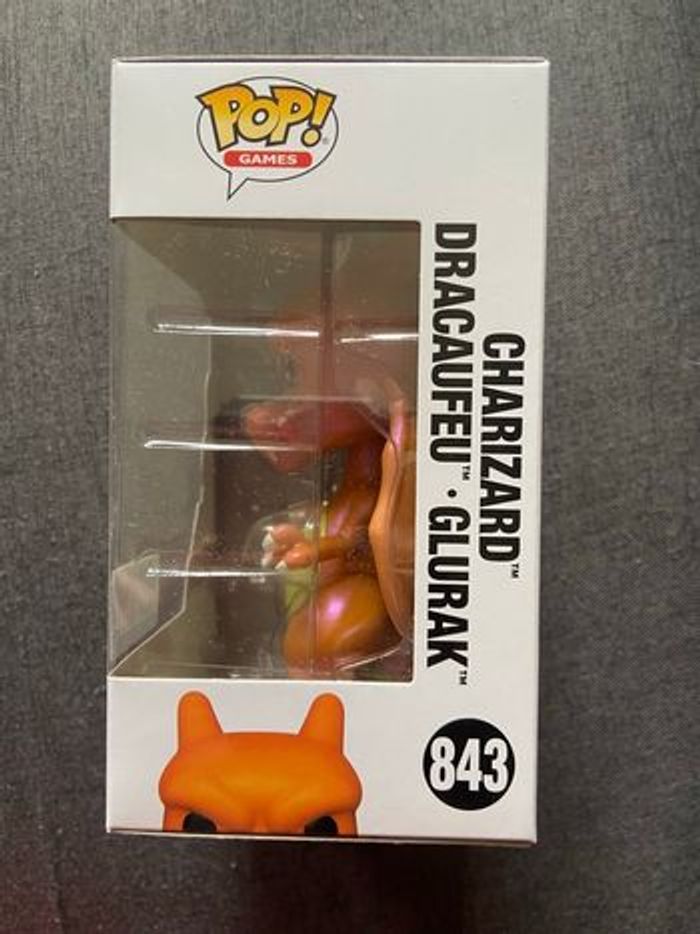 POP!
GAMES
CHARIZARD™
DRACAUFEU™ · GLURAK™
843